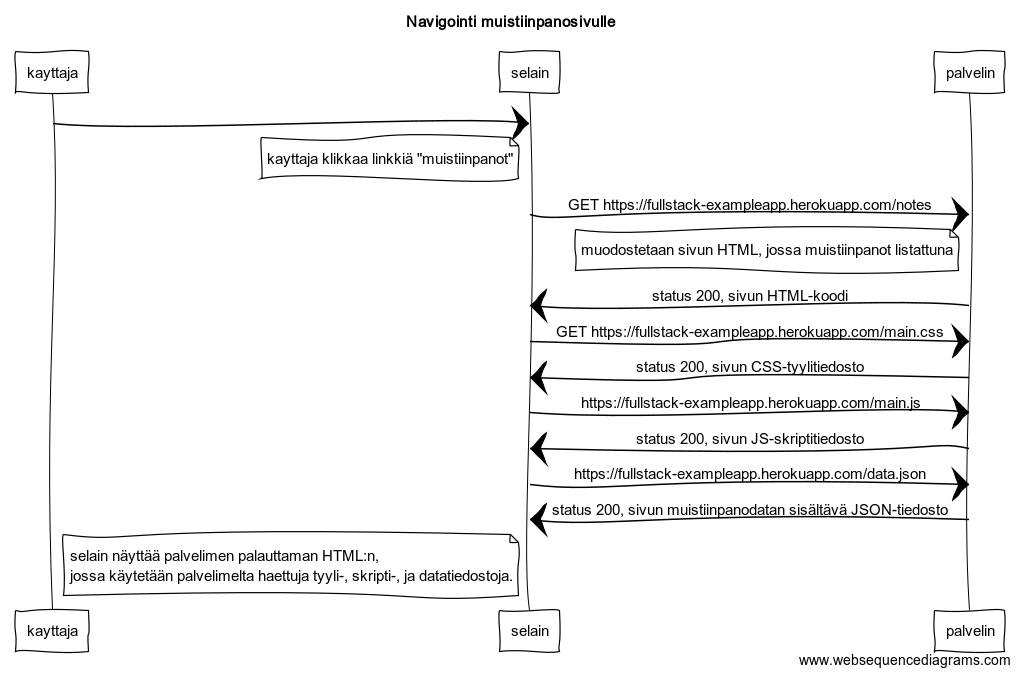 Navigointi muistiinpanosivulle
kayttaja
selain
palvelin
kayttaja klikkaa linkkiä "muistiinpanot"
GET https://fullstack-exampleapp.herokuapp.com/notes
muodostetaan sivun HTML, jossa muistiinpanot listattuna
status 200, sivun HTML-koodi
GET https://fullstack-exampleapp.herokuapp.com/main.css
status 200, sivun CSS-tyylitiedosto
https://fullstack-exampleapp.herokuapp.com/main.js
status 200, sivun JS-skriptitiedosto
https://fullstack-exampleapp.herokuapp.com/data.json
status 200, sivun muistiinpanodatan sisältävä JSON-tiedosto
selain näyttää palvelimen palauttaman HTML:n,
jossa käytetään palvelimelta haettuja tyyli-, skripti-, ja datatiedostoja.
kayttaja
selain
palvelin
www.websequencediagrams.com